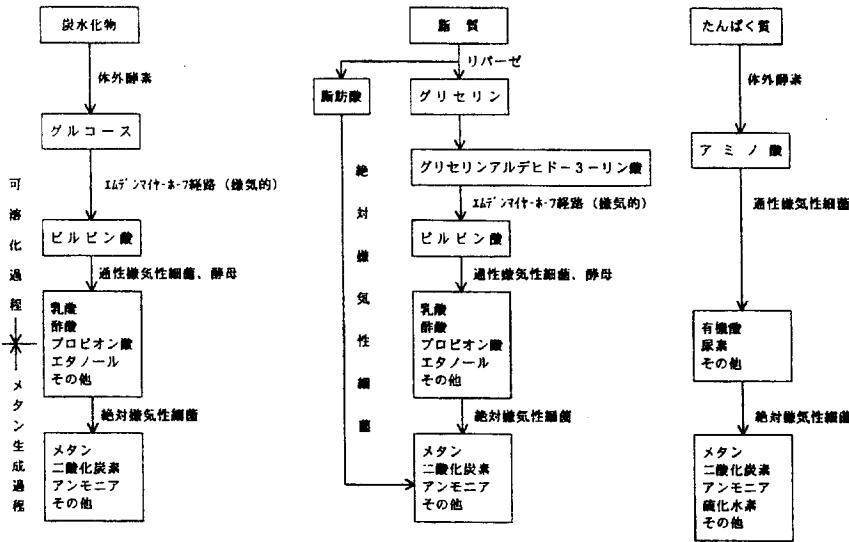 炭水化物
体外酵素
グルコース
エムデンマイヤーホーフ経路（嫌気的）
ピルビン酸
通性嫌気性細菌、酵母
乳酸
酢酸
プロピオン酸
エタノール
その他
絶対嫌気性細菌
メタン
二酸化炭素
アンモニア
その他
可溶化過程
メタン生成過程
脂質
リパーゼ
脂肪酸
グリセリン
グリセリンアルデヒド－3－リン酸
エムデンマイヤーホーフ経路（嫌気的）
ピルビン酸
通性嫌気性細菌、酵母
乳酸
酢酸
プロピオン酸
エタノール
その他
絶対嫌気性細菌
絶対嫌気性細菌
メタン
二酸化炭素
アンモニア
その他
たんぱく質
体外酵素
アミノ酸
通性嫌気性細菌
有機酸
尿素
その他
絶対嫌気性細菌
メタン
二酸化炭素
アンモニア
硫化水素
その他